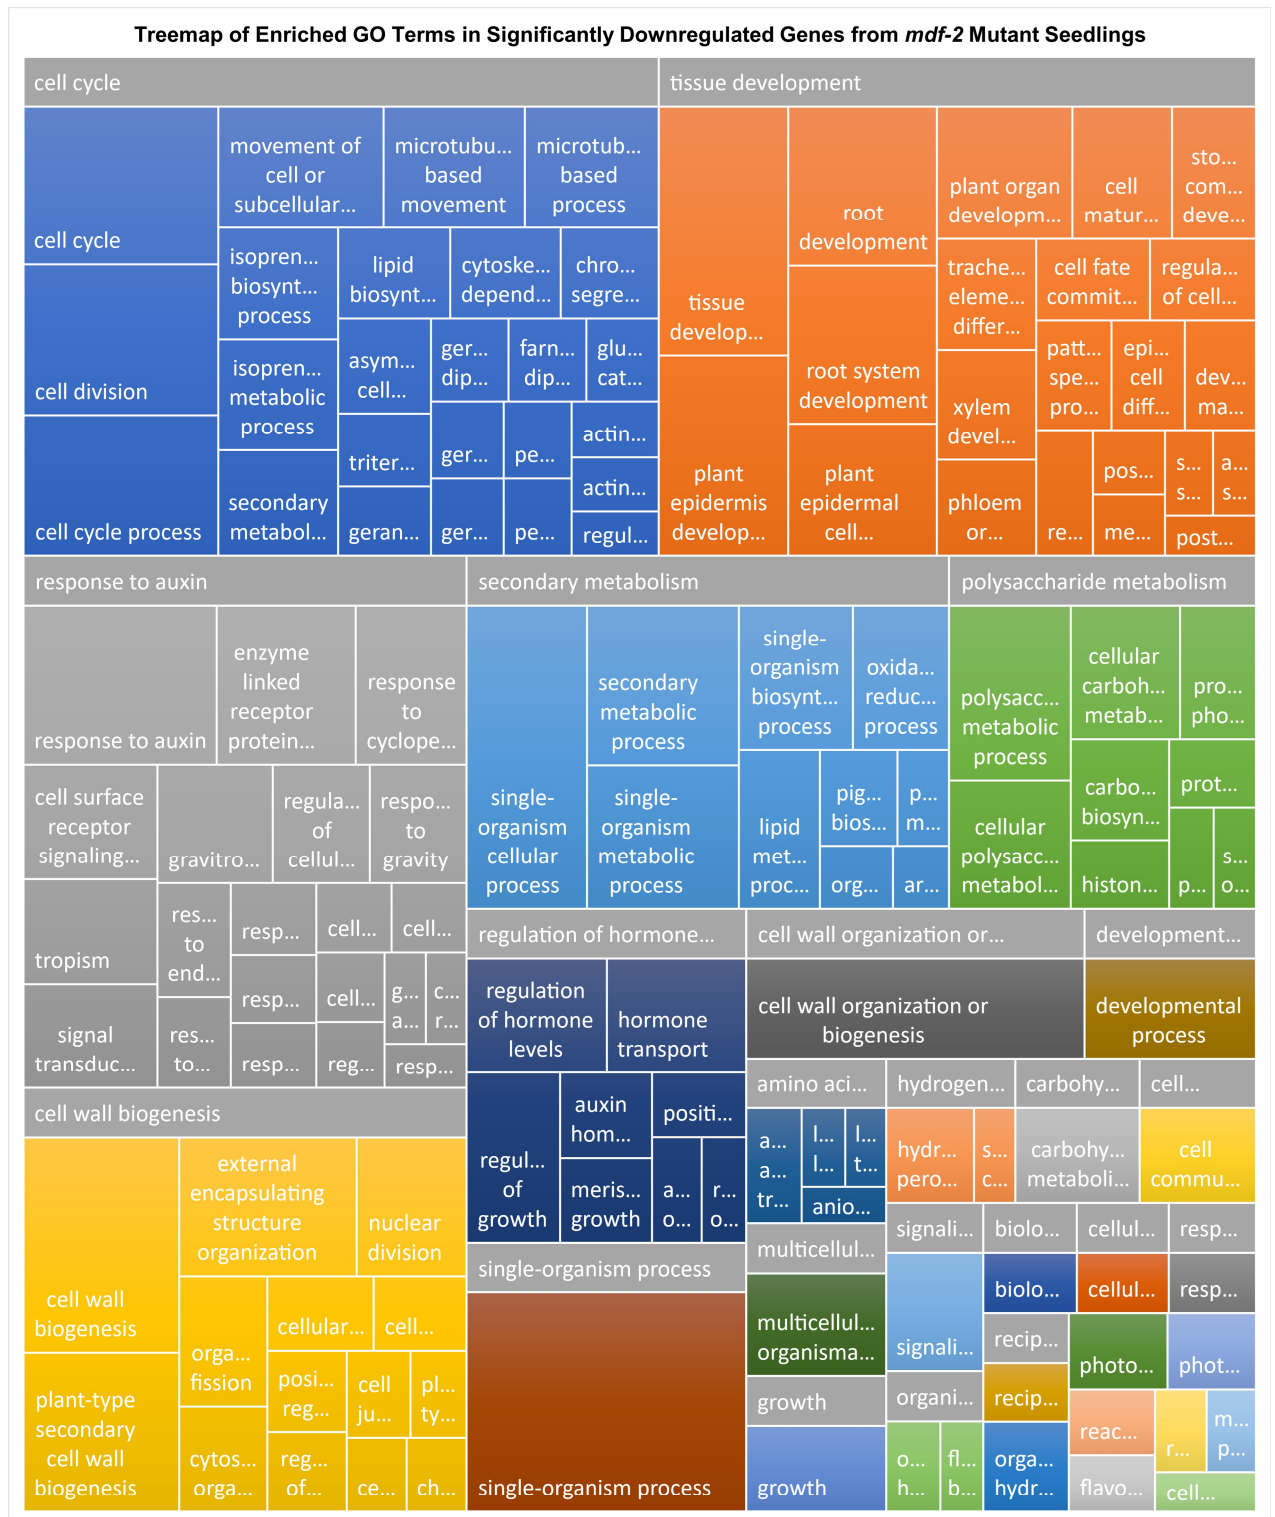 Treemap of Enriched GO Terms in Significantly Downregulated Genes from mdf-2 Mutant Seedlings
cell cycle
cell cycle
cell division
cell cycle process
movement of
cell or
subcellular...
microtubu...
based
movement
microtub...
based
process
isopren...
biosynt...
process
isopren...
metabolic
process
secondary
metabol...
lipid
biosynt...
cytoske...
depend...
chro...
segre...
asym...
cell...
triter...
geran...
ger...
dip...
farn...
dip...
glu...
cat...
ger...
ger...
pe...
pe...
actin...
actin...
regul...
tissue development
tissue
develop...
plant
epidermis
develop...
root
development
root system
development
plant
epidermal
cell...
plant organ
developm...
cell
matur...
sto...
com...
deve...
trache...
eleme...
differ...
xylem
devel...
phloem
or...
cell fate
commit...
regula...
of cell...
patt...
spe...
pro...
epi...
cell
diff...
dev...
ma...
re...
pos...
me...
s...
s...
a...
s...
post...
response to auxin
response to auxin
enzyme
linked
receptor
protein...
response
to
cyclope...
cell surface
receptor
signaling...
tropism
signal
transduc...
gravitro...
regula...
of
cellul...
respo...
to
gravity
res...
to
end...
res...
to...
resp...
resp...
resp...
cell...
cell...
cell...
reg...
g...
a...
c...
r...
resp...
secondary metabolism
single-
organism
cellular
process
secondary
metabolic
process
single-
organism
metabolic
process
single-
organism
biosynt...
process
oxida...
reduc...
process
lipid
met...
proc...
pig...
bios...
p...
m...
org...
ar...
polysaccharide metabolism
polysacc...
metabolic
process
cellular
polysacc...
metabol...
cellular
carboh...
metab...
pro...
pho...
carbo...
biosyn...
histon...
prot...
p...
s...
o...
cell wall biogenesis
cell wall
biogenesis
plant-type
secondary
cell wall
biogenesis
external
encapsulating
structure
organization
nuclear
division
orga...
fission
cytos...
orga...
cellular...
cell...
posi...
reg...
reg...
of...
cell
ju...
pl...
ty...
ce...
ch...
regulation of hormone...
regulation
of hormone
levels
hormone
transport
regul...
of
growth
auxin
hom...
meris...
growth
positi...
a...
o...
r...
o...
single-organism process
single-organism process
cell wall organization or...
cell wall organization or
biogenesis
development...
developmental
process
amino aci...
a...
a...
tr...
l...
l...
l...
t...
anio...
hydrogen...
hydr...
pero...
s...
c...
carbohy...
carbohy...
metaboli...
cell...
cell
commu...
multicellul...
multicellul...
organisma...
growth
growth
signali...
signali...
biolo...
biolo...
cellul...
cellul...
resp...
resp...
organi...
o...
h...
fl...
b...
recip...
recip...
orga...
hydr...
photo...
phot...
reac...
flavo...
r...
m...
p...
cell...